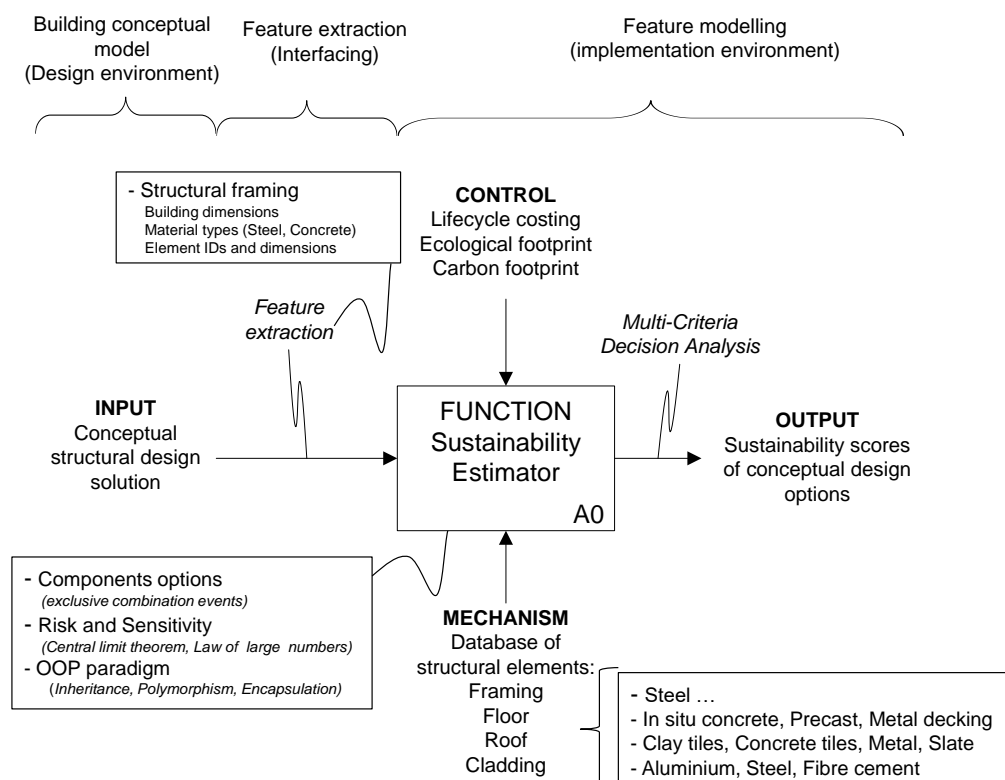 Building conceptual
model
(Design environment)
Feature extraction
(Interfacing)
Feature modelling
(implementation environment)
- Structural framing
Building dimensions
Material types (Steel, Concrete)
Element IDs and dimensions
CONTROL
Lifecycle costing
Ecological footprint
Carbon footprint
Feature
extraction
Multi-Criteria
Decision Analysis
INPUT
Conceptual
structural design
solution
FUNCTION
Sustainability
Estimator
A0
OUTPUT
Sustainability scores
of conceptual design
options
- Components options
(exclusive combination events)
- Risk and Sensitivity
(Central limit theorem, Law of large numbers)
- OOP paradigm
(Inheritance, Polymorphism, Encapsulation)
MECHANISM
Database of
structural elements:
Framing
Floor
Roof
Cladding
- Steel ...
- In situ concrete, Precast, Metal decking
- Clay tiles, Concrete tiles, Metal, Slate
- Aluminium, Steel, Fibre cement